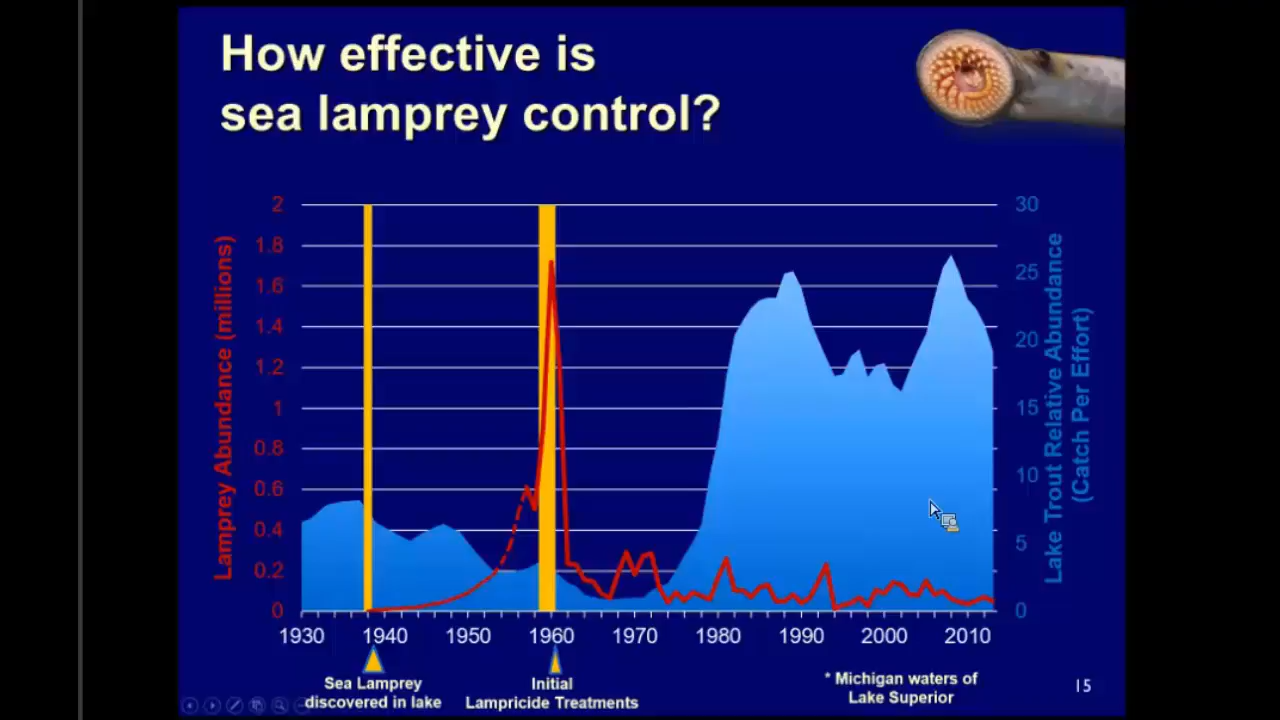 How effective is
sea lamprey control?
Lamprey Abundance (millions)
2
1.8
1.6
1.4
1.2
1
0.8
0.6
0.4
0.2
0
30
25
20
15
10
5
0
Lake Trout Relative Abundance
(Catch Per Effort)
1930 1940 1950 1960 1970 1980 1990 2000 2010
Sea Lamprey
discovered in lake
Initial
Lampricide Treatments
* Michigan waters of
Lake Superior
15